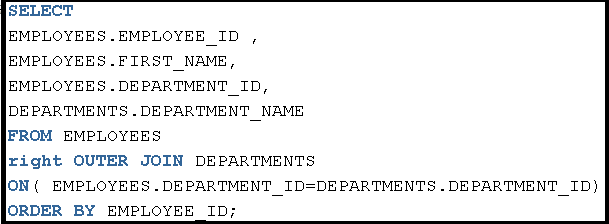 SELECT
EMPLOYEES.EMPLOYEE_ID ,
EMPLOYEES.FIRST_NAME,
EMPLOYEES.DEPARTMENT_ID,
DEPARTMENTS.DEPARTMENT_NAME
FROM EMPLOYEES
right OUTER JOIN DEPARTMENTS
ON( EMPLOYEES.DEPARTMENT_ID=DEPARTMENTS.DEPARTMENT_ID)
ORDER BY EMPLOYEE_ID;